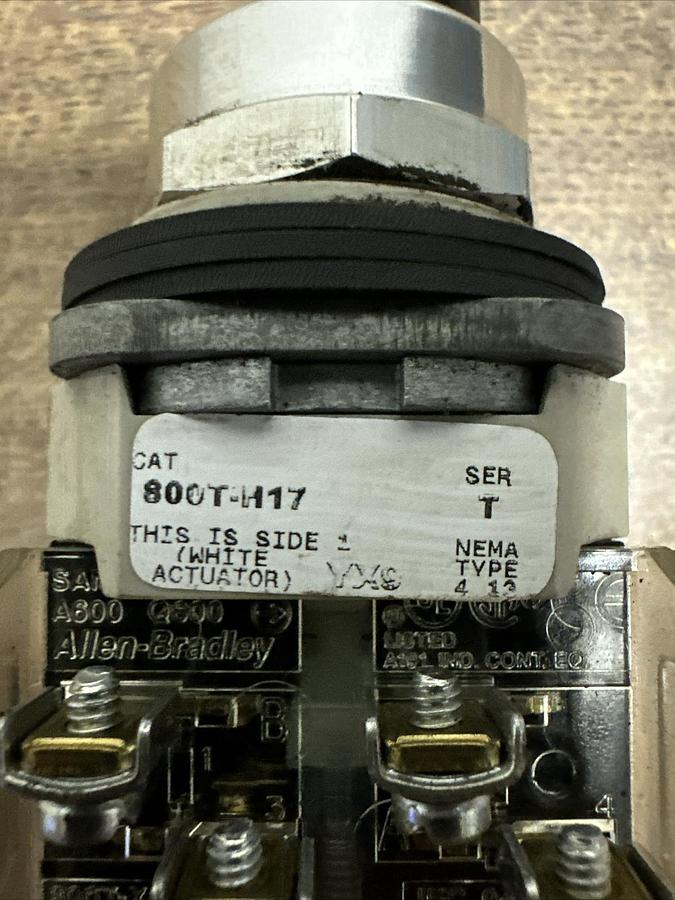 CAT
800T-H17
SER
T
THIS IS SIDE 1
(WHITE
ACTUATOR)
NEMA
TYPE
4 13
A600 Q600
Allen-Bradley
LISTED
A191 IND. CONT. EQ.
1
3
4